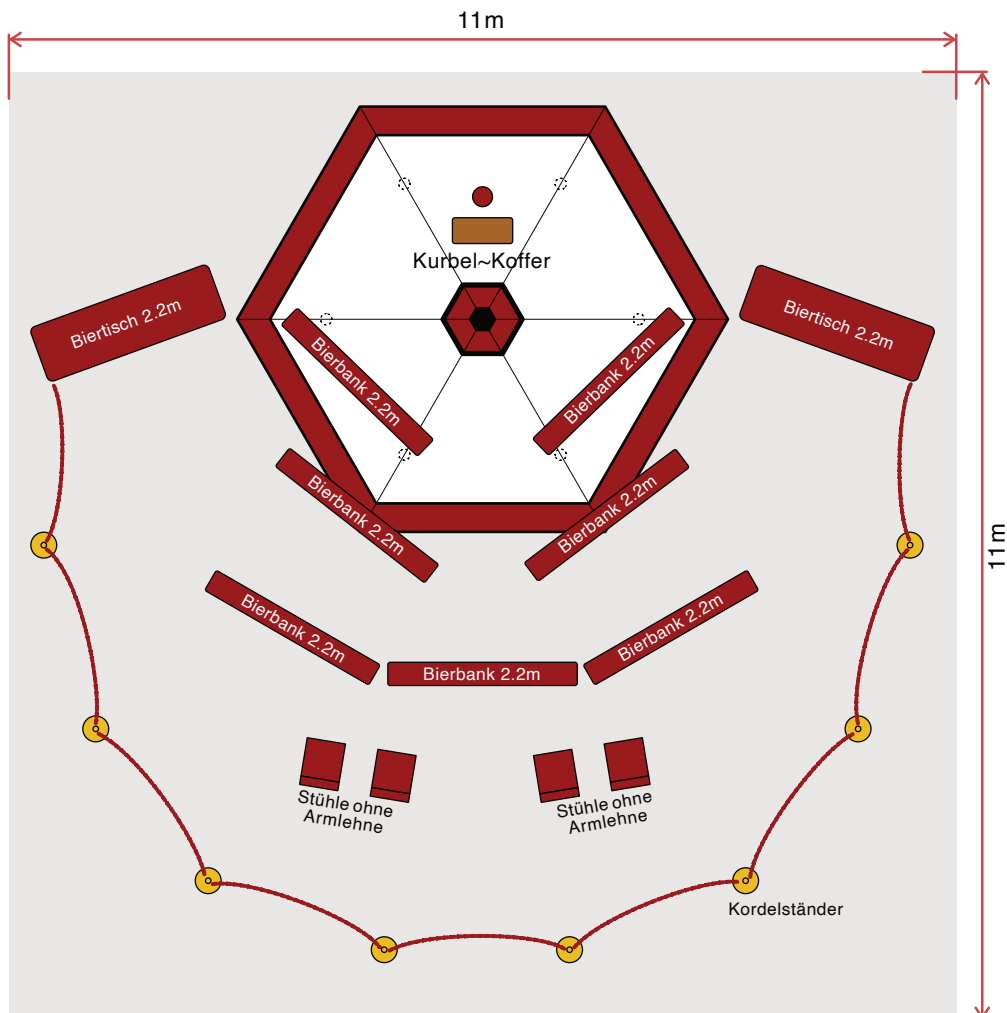 11m
Kurbel~Koffer
Biertisch 2.2m
Biertisch 2.2m
Bierbank 2.2m
Bierbank 2.2m
Bierbank 2.2m
Bierbank 2.2m
11m
Bierbank 2.2m
Bierbank 2.2m
Bierbank 2.2m
Stühle ohne
Armlehne
Stühle ohne
Armlehne
Kordelständer